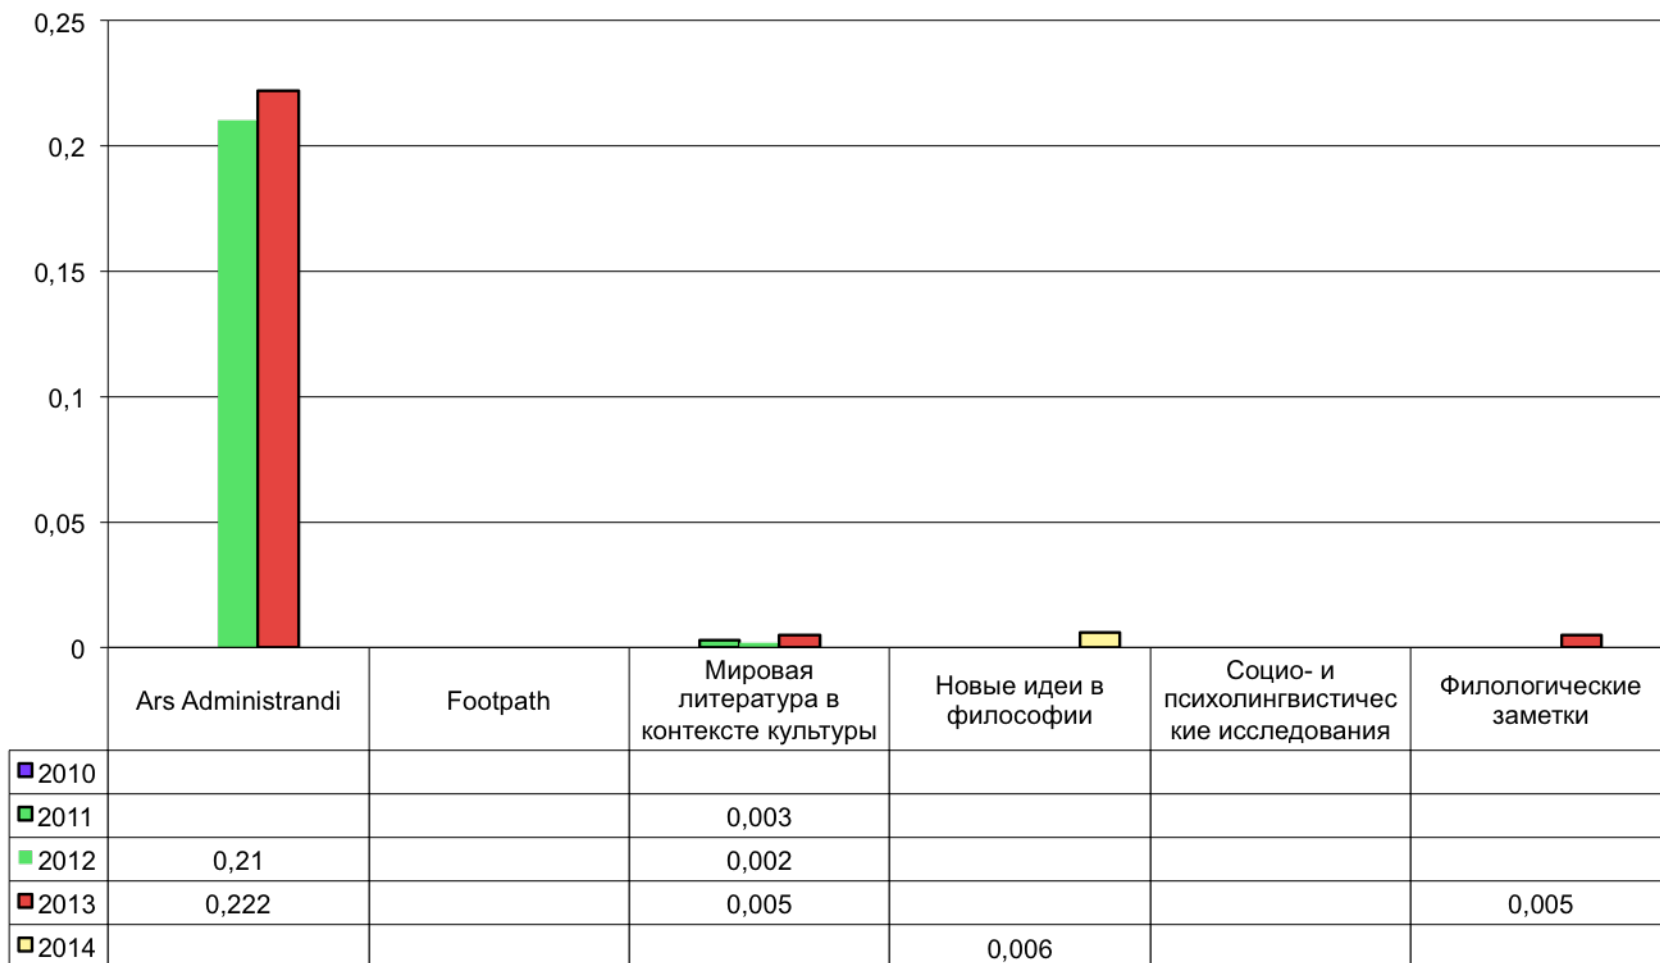 0,25
0,2
0,15
0,1
0,05
0
Ars Administrandi
Footpath
Мировая
литература в
контексте культуры
Новые идеи в
философии
Социо- и
психолингвистичес
кие исследования
Филологические
заметки
2010
2011 0,003
2012 0,21 0,002
2013 0,222 0,005 0,005
2014 0,006